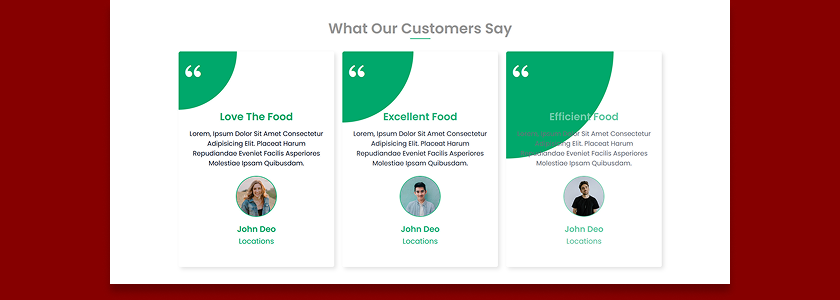 What Our Customers Say
Love The Food
Lorem, Ipsum Dolor Sit Amet Consectetur
Adipisicing Elit. Placeat Harum
Repudiandae Eveniet Facilis Asperiores
Molestiae Ipsam Quibusdam.
John Deo
Locations
Excellent Food
Lorem, Ipsum Dolor Sit Amet Consectetur
Adipisicing Elit. Placeat Harum
Repudiandae Eveniet Facilis Asperiores
Molestiae Ipsam Quibusdam.
John Deo
Locations
Efficient Food
Lorem, Ipsum Dolor Sit Amet Consectetur
Adipisicing Elit. Placeat Harum
Repudiandae Eveniet Facilis Asperiores
Molestiae Ipsam Quibusdam.
John Deo
Locations